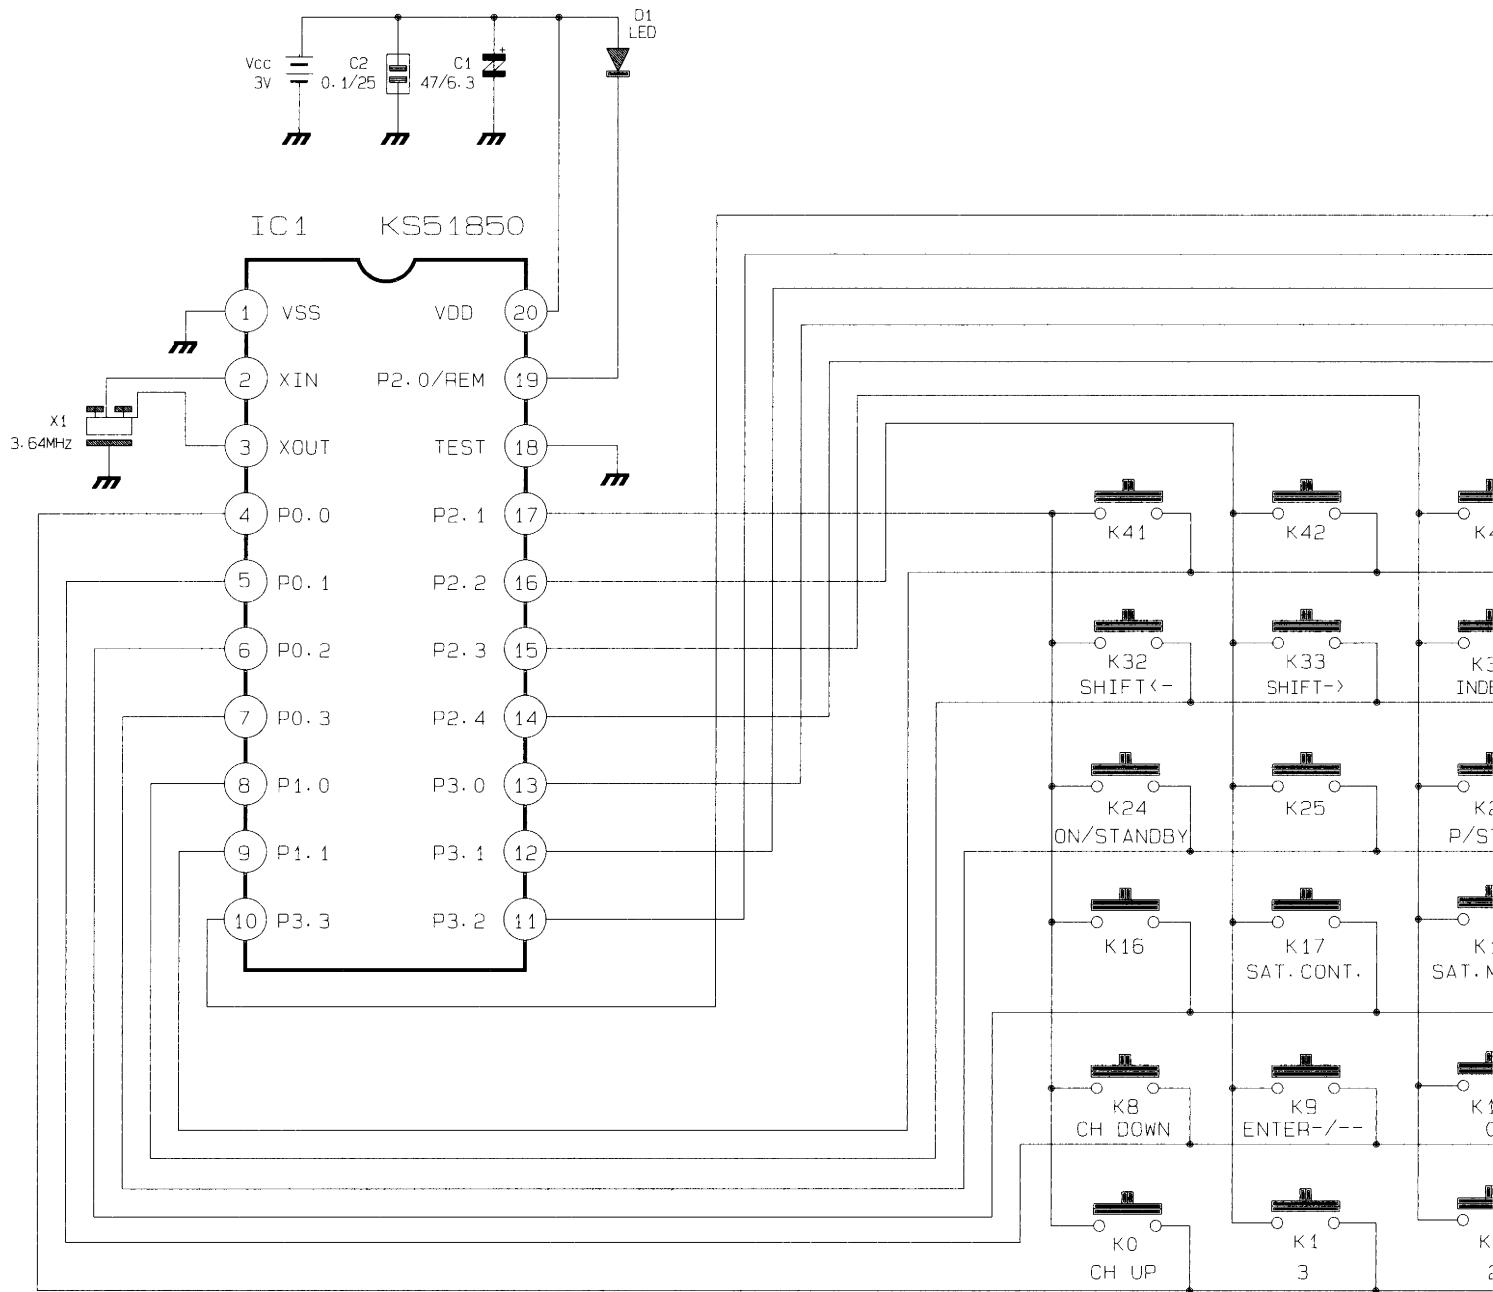 D1
LED
Vcc
3V
C2
0.1/25
C1
47/6.3
+
IC1 KS51850
1 VSS VDD 20
2 XIN P2.0/REM 19
X1
3.64MHz
3 XOUT TEST 18
4 P0.0 P2.1 17
5 P0.1 P2.2 16
6 P0.2 P2.3 15
7 P0.3 P2.4 14
8 P1.0 P3.0 13
9 P1.1 P3.1 12
10 P3.3 P3.2 11
K41 K42
K32 K33
SHIFT<- SHIFT->
K24 K25
ON/STANDBY
K16 K17
SAT.CONT.
K8 K9
CH DOWN ENTER-/--
K0 K1
CH UP 3